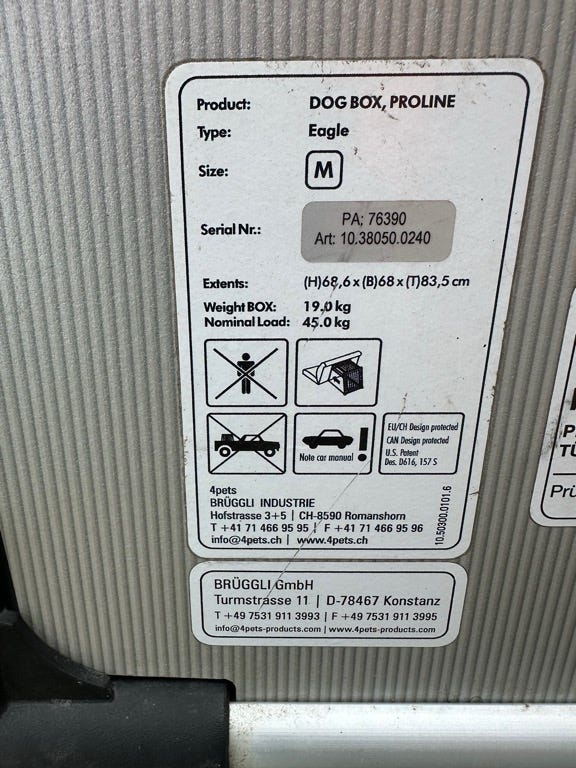 Product: DOG BOX, PROLINE
Type: Eagle
Size: M
Serial Nr.: PA: 76390
Art: 10.38050.0240
Extents: (H)68,6 x (B)68 x (T)83,5 cm
Weight BOX: 19.0 kg
Nominal Load: 45.0 kg
Note car manual !
EU/CH Design protected
CAN Design protected
U.S. Patent
Des. D616, 157 S
4pets
BRÜGGLI INDUSTRIE
Hofstrasse 3+5 | CH-8590 Romanshorn
T +41 71 466 95 95 | F +41 71 466 95 96
info@4pets.ch | www.4pets.ch
10.50300.0101.6
BRÜGGLI GmbH
Turmstrasse 11 | D-78467 Konstanz
T +49 7531 911 3993 | F +49 7531 911 3995
info@4pets-products.com | www.4pets-products.com